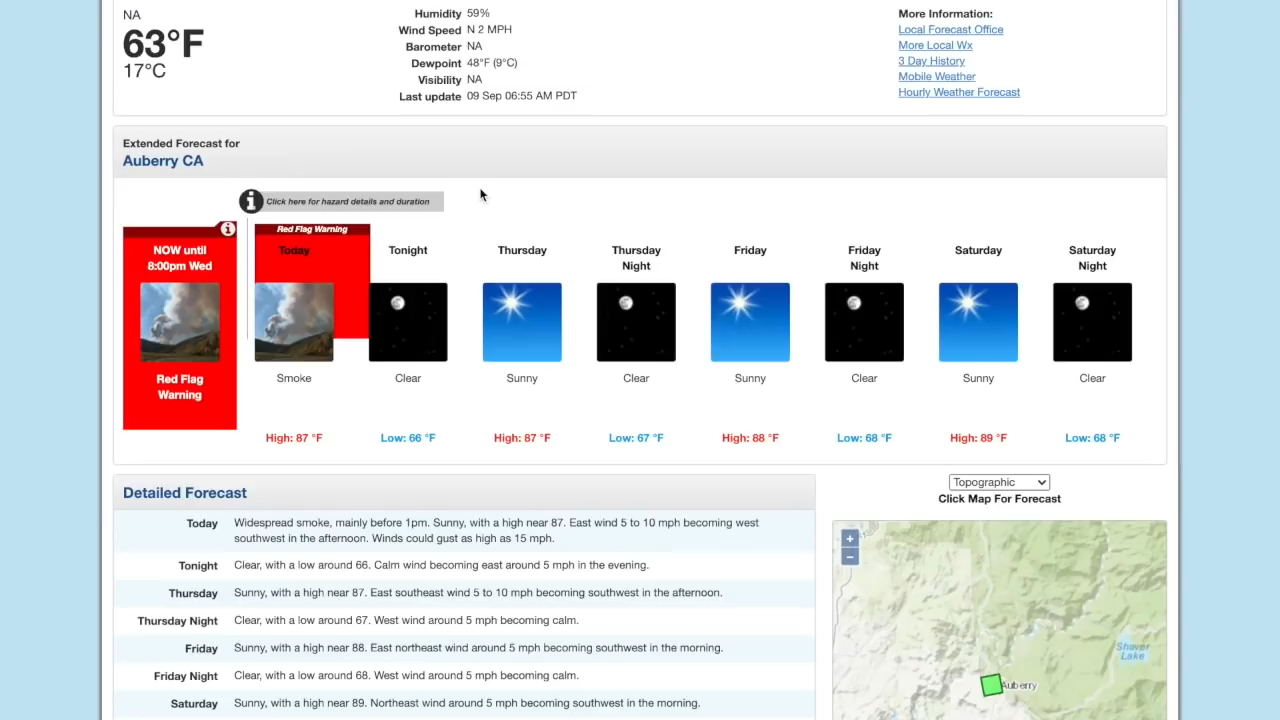 NA
63°F
17°C
Humidity 59%
Wind Speed N 2 MPH
Barometer NA
Dewpoint 48°F (9°C)
Visibility NA
Last update 09 Sep 06:55 AM PDT
More Information:
Local Forecast Office
More Local Wx
3 Day History
Mobile Weather
Hourly Weather Forecast
Extended Forecast for
Auberry CA
i Click here for hazard details and duration
i
NOW until
8:00pm Wed
Red Flag
Warning
Red Flag Warning
Today
Smoke
High: 87 °F
Tonight
Clear
Low: 66 °F
Thursday
Sunny
High: 87 °F
Thursday
Night
Clear
Low: 67 °F
Friday
Sunny
High: 88 °F
Friday
Night
Clear
Low: 68 °F
Saturday
Sunny
High: 89 °F
Saturday
Night
Clear
Low: 68 °F
Detailed Forecast
Today Widespread smoke, mainly before 1pm. Sunny, with a high near 87. East wind 5 to 10 mph becoming west
southwest in the afternoon. Winds could gust as high as 15 mph.
Tonight Clear, with a low around 66. Calm wind becoming east around 5 mph in the evening.
Thursday Sunny, with a high near 87. East southeast wind 5 to 10 mph becoming southwest in the afternoon.
Thursday Night Clear, with a low around 67. West wind around 5 mph becoming calm.
Friday Sunny, with a high near 88. East northeast wind around 5 mph becoming southwest in the morning.
Friday Night Clear, with a low around 68. West wind around 5 mph becoming calm.
Saturday Sunny, with a high near 89. Northeast wind around 5 mph becoming southwest in the morning.
Topographic
Click Map For Forecast
+
−
Shaver
Lake
Auberry